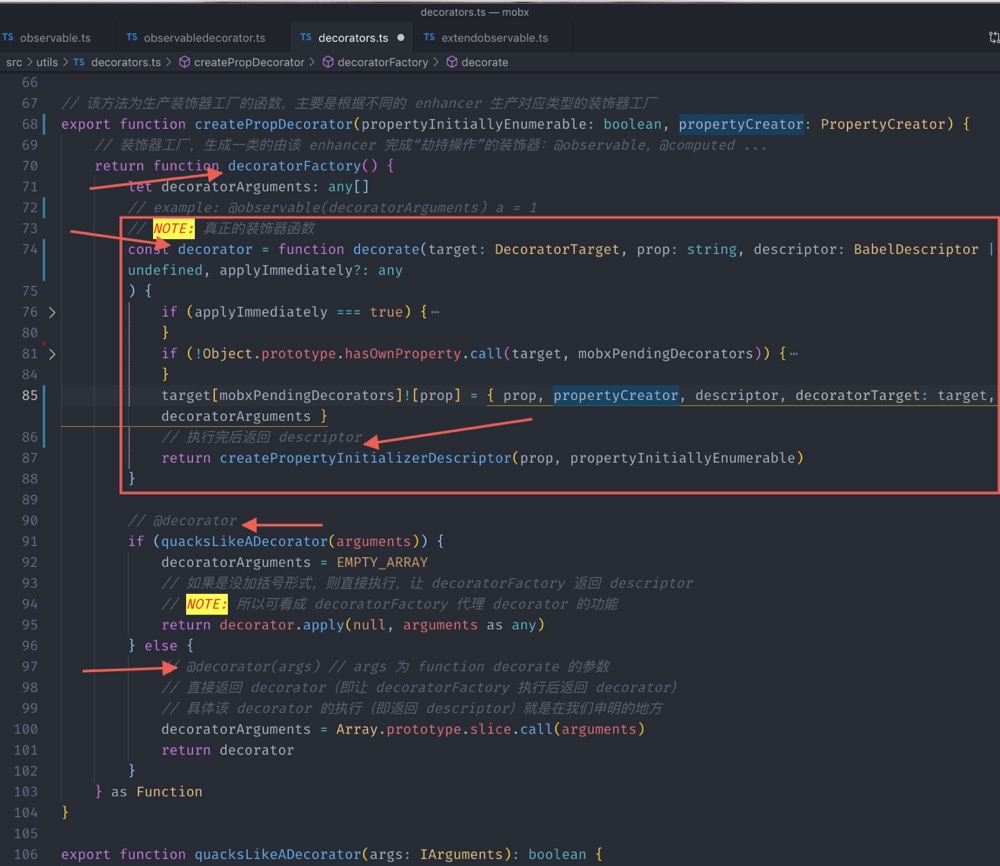 decorators.ts — mobx
TS observable.ts TS observabledecorator.ts TS decorators.ts ● TS extendobservable.ts
src > utils > TS decorators.ts > createPropDecorator > decoratorFactory > decorate
66
67 // 该方法为生产装饰器工厂的函数，主要是根据不同的 enhancer 生产对应类型的装饰器工厂
68 export function createPropDecorator(propertyInitiallyEnumerable: boolean, propertyCreator: PropertyCreator) {
69 // 装饰器工厂，生成一类的由该 enhancer 完成“劫持操作”的装饰器：@observable，@computed ...
70 return function decoratorFactory() {
71 let decoratorArguments: any[]
72 // example: @observable(decoratorArguments) a = 1
73 // NOTE: 真正的装饰器函数
74 const decorator = function decorate(target: DecoratorTarget, prop: string, descriptor: BabelDescriptor |
undefined, applyImmediately?: any
75 ) {
76 if (applyImmediately === true) {⋯
80 }
81 if (!Object.prototype.hasOwnProperty.call(target, mobxPendingDecorators)) {⋯
84 }
85 target[mobxPendingDecorators]![prop] = { prop, propertyCreator, descriptor, decoratorTarget: target,
decoratorArguments }
86 // 执行完后返回 descriptor
87 return createPropertyInitializerDescriptor(prop, propertyInitiallyEnumerable)
88 }
89
90 // @decorator
91 if (quacksLikeADecorator(arguments)) {
92 decoratorArguments = EMPTY_ARRAY
93 // 如果是没加括号形式，则直接执行，让 decoratorFactory 返回 descriptor
94 // NOTE: 所以可看成 decoratorFactory 代理 decorator 的功能
95 return decorator.apply(null, arguments as any)
96 } else {
97 // @decorator(args) // args 为 function decorate 的参数
98 // 直接返回 decorator（即让 decoratorFactory 执行后返回 decorator）
99 // 具体该 decorator 的执行（即返回 descriptor）就是在我们申明的地方
100 decoratorArguments = Array.prototype.slice.call(arguments)
101 return decorator
102 }
103 } as Function
104 }
105
106 export function quacksLikeADecorator(args: IArguments): boolean {